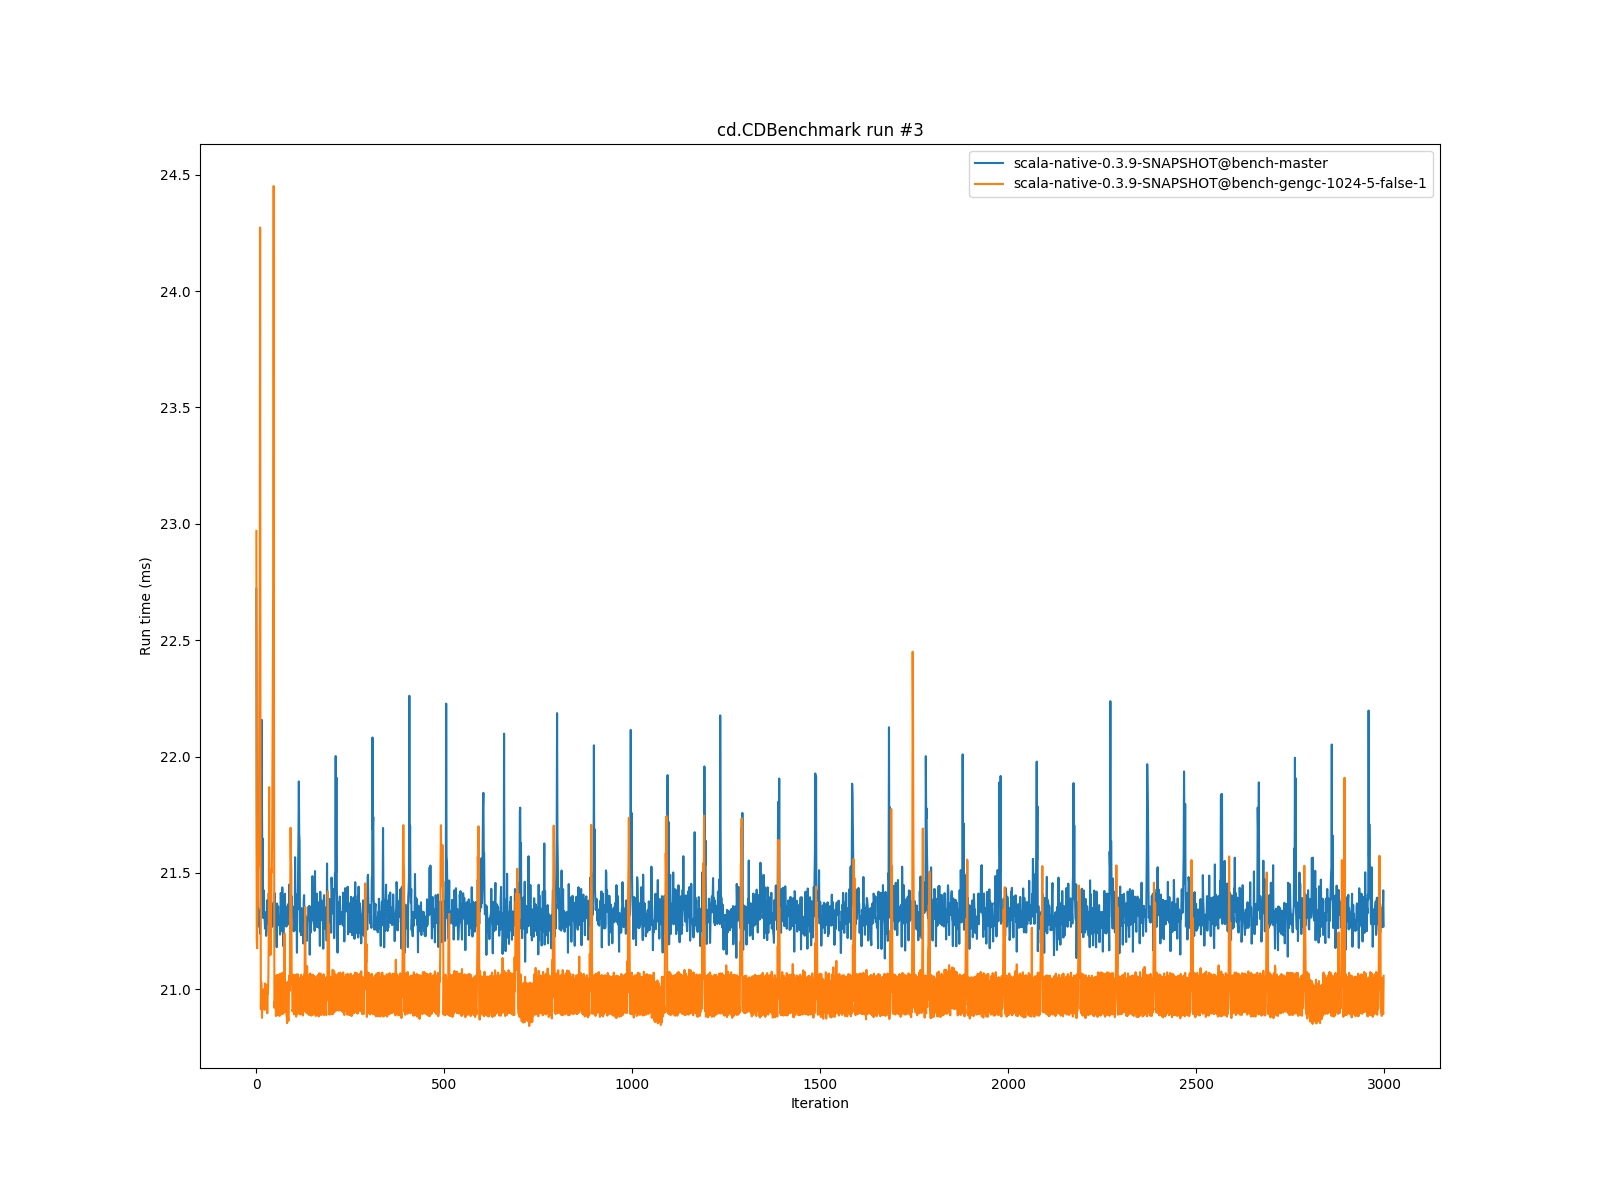 cd.CDBenchmark run #3
scala-native-0.3.9-SNAPSHOT@bench-master
scala-native-0.3.9-SNAPSHOT@bench-gengc-1024-5-false-1
24.5
24.0
23.5
23.0
22.5
22.0
21.5
21.0
Run time (ms)
0 500 1000 1500 2000 2500 3000
Iteration